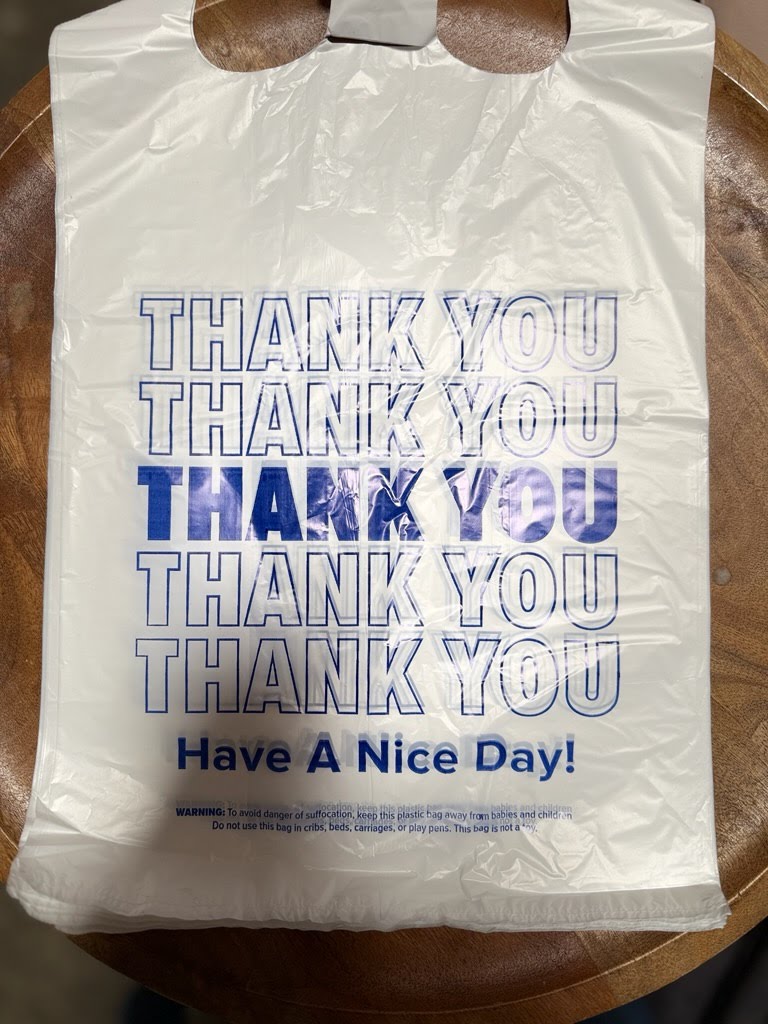 THANK YOU
THANK YOU
THANK YOU
THANK YOU
THANK YOU
Have A Nice Day!
WARNING: To avoid danger of suffocation, keep this plastic bag away from babies and children
Do not use this bag in cribs, beds, carriages, or play pens. This bag is not a toy.